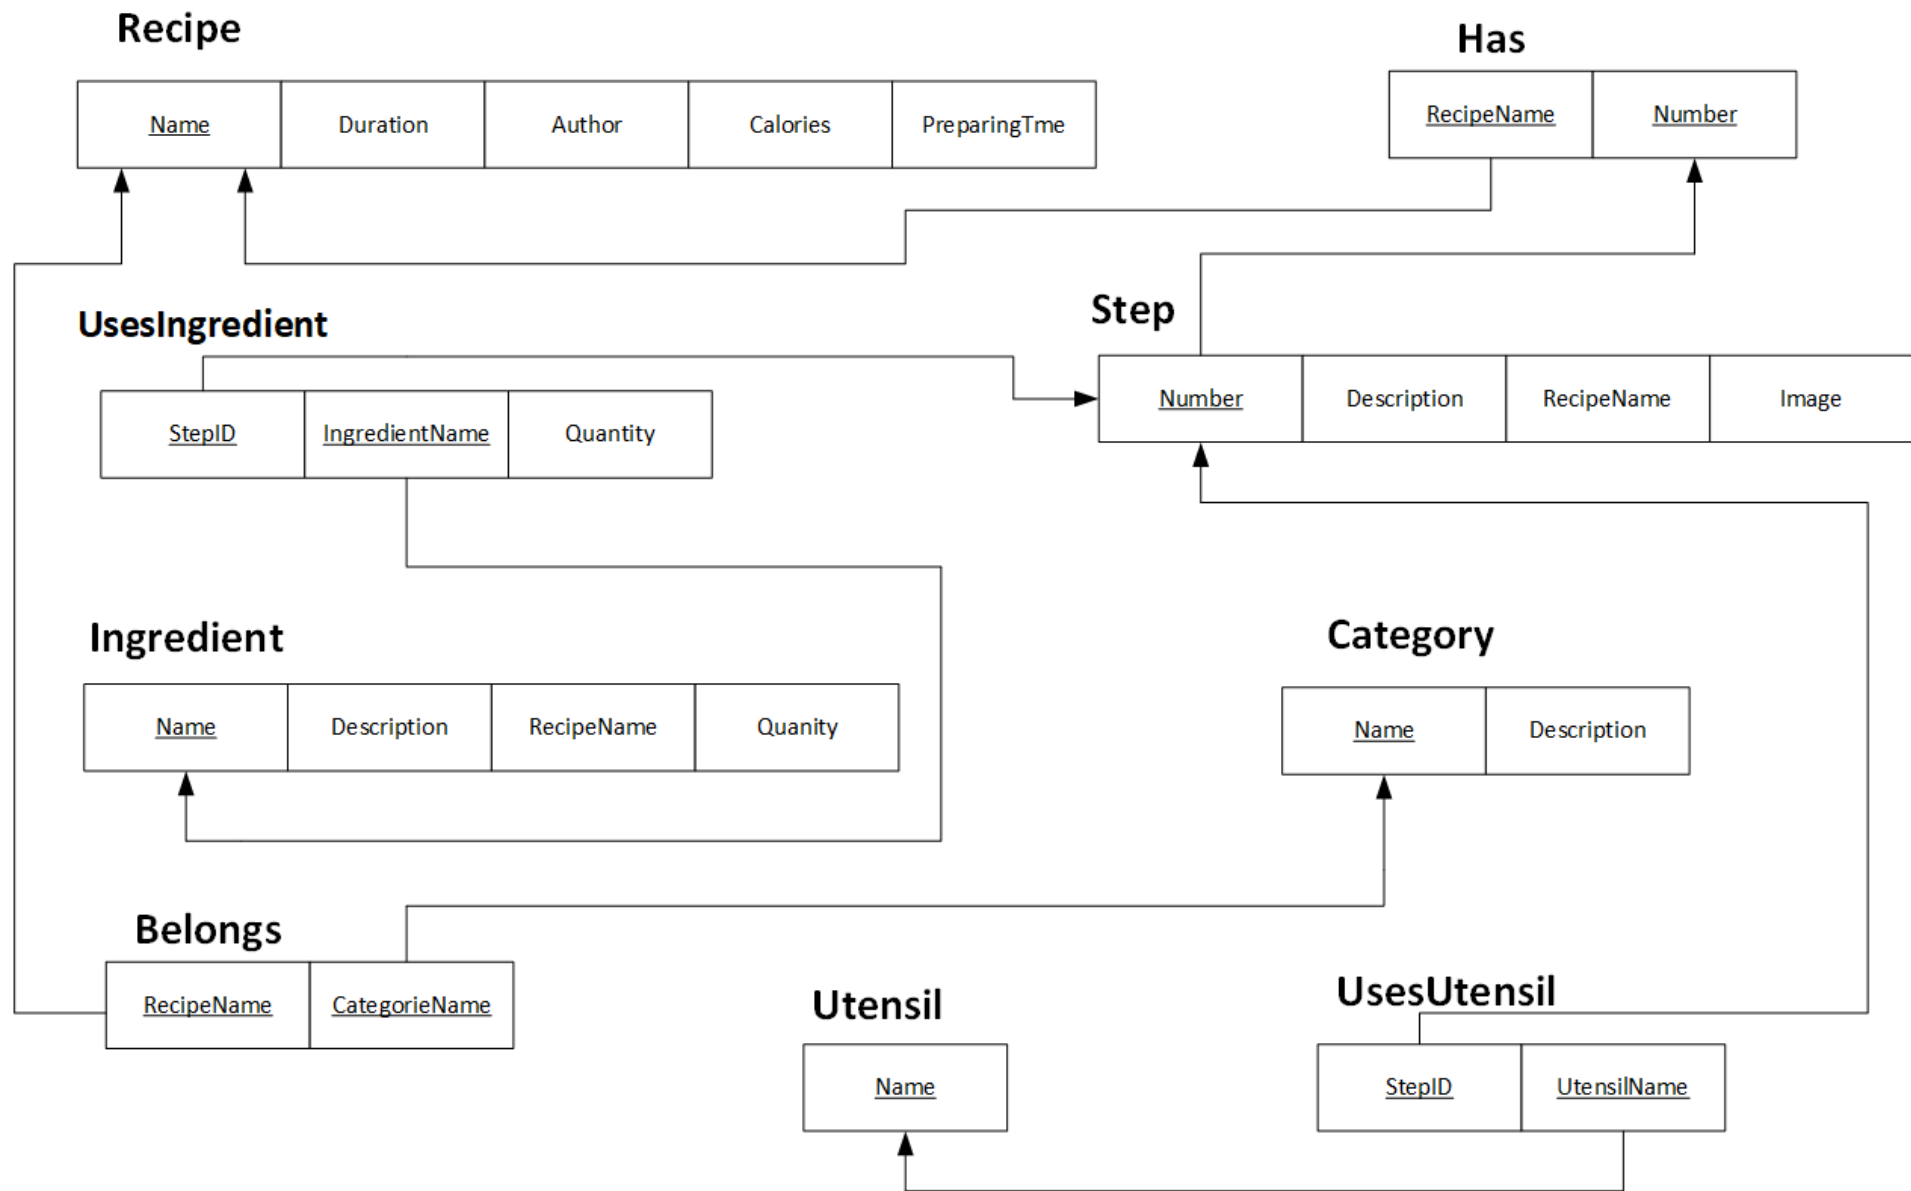 Recipe
Name Duration Author Calories PreparingTme
Has
RecipeName Number
UsesIngredient
StepID IngredientName Quantity
Step
Number Description RecipeName Image
Ingredient
Name Description RecipeName Quanity
Category
Name Description
Belongs
RecipeName CategorieName
Utensil
Name
UsesUtensil
StepID UtensilName